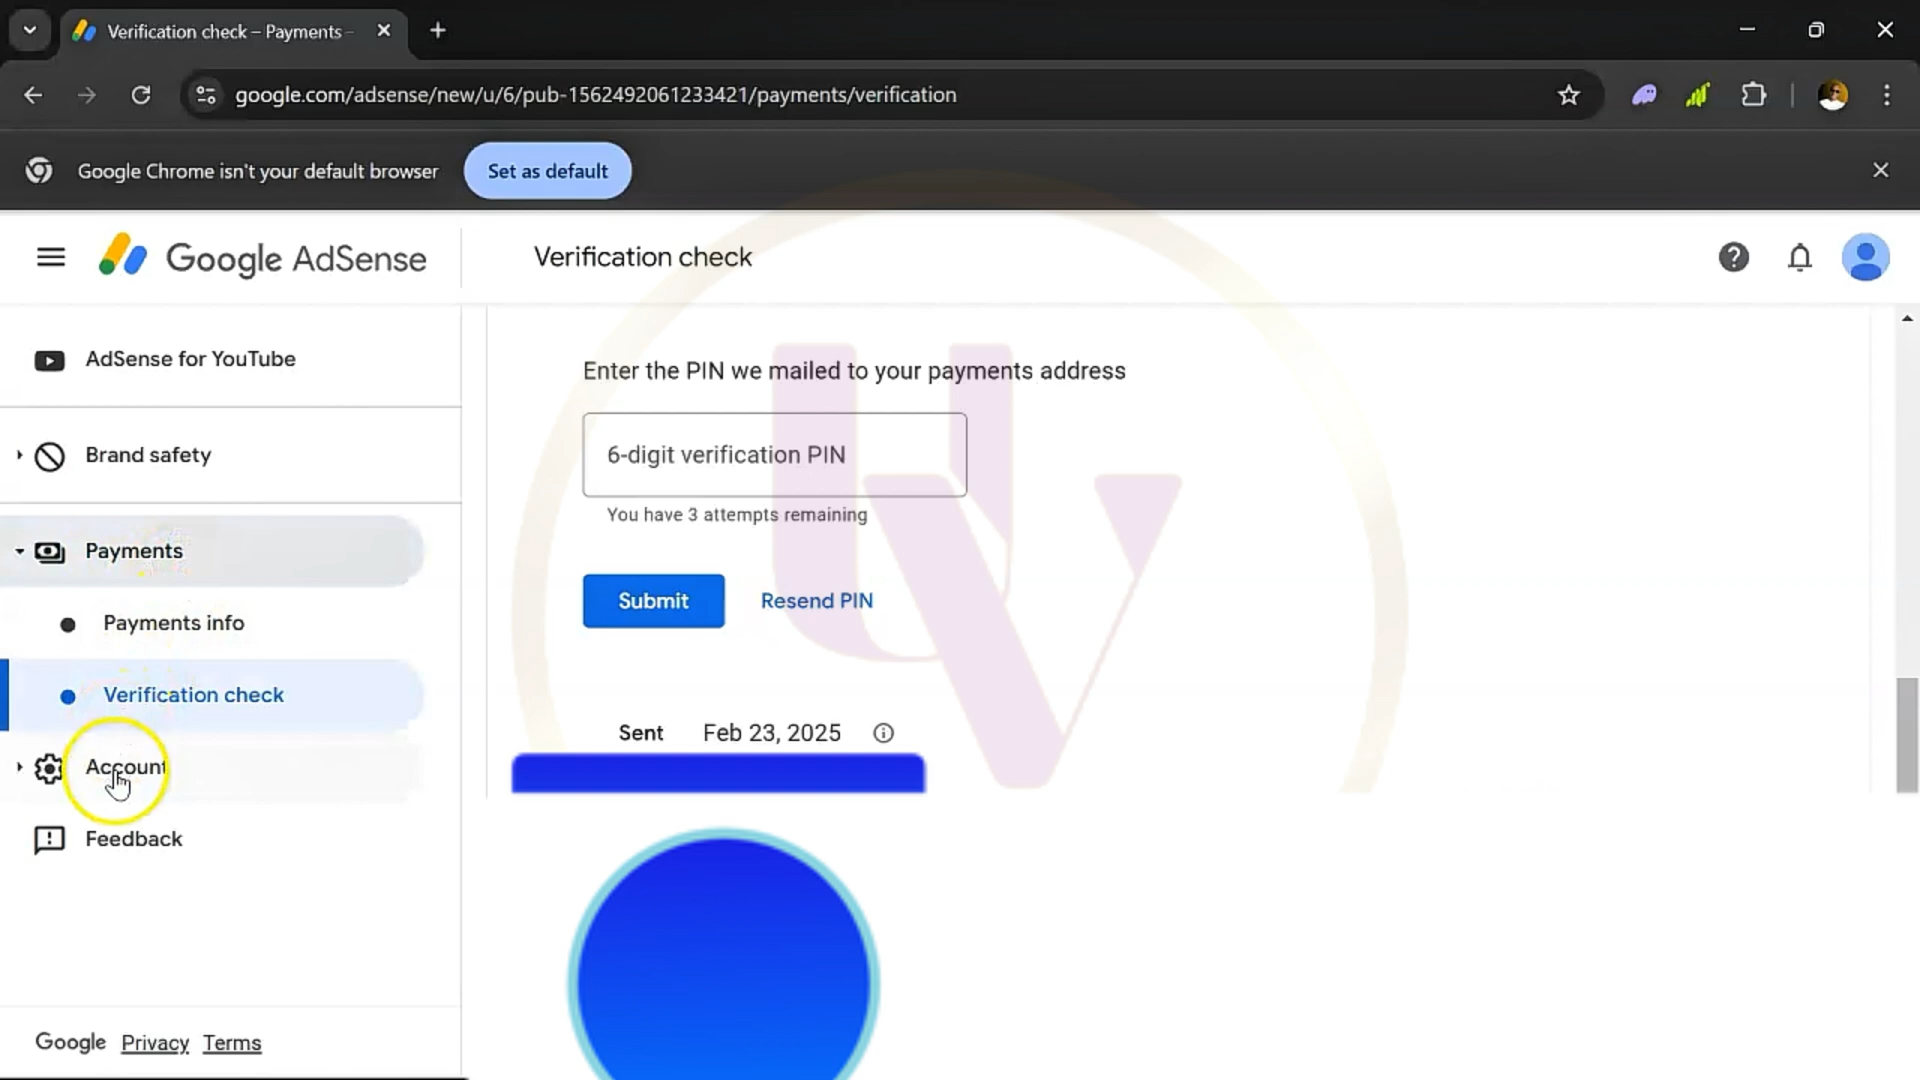 Verification check – Payments –
google.com/adsense/new/u/6/pub-1562492061233421/payments/verification
Google Chrome isn't your default browser
Set as default
Google AdSense
Verification check
AdSense for YouTube
Brand safety
Payments
Payments info
Verification check
Account
Feedback
Google Privacy Terms
Enter the PIN we mailed to your payments address
6-digit verification PIN
You have 3 attempts remaining
Submit
Resend PIN
Sent Feb 23, 2025
UV